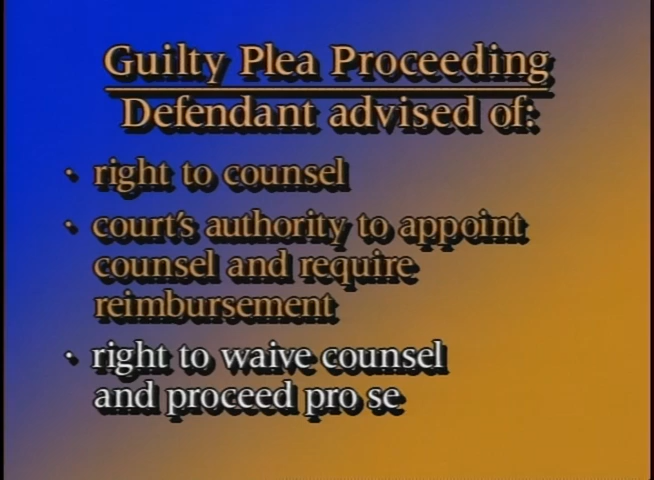 Guilty Plea Proceeding
Defendant advised of:
• right to counsel
• court's authority to appoint
counsel and require
reimbursement
• right to waive counsel
and proceed pro se